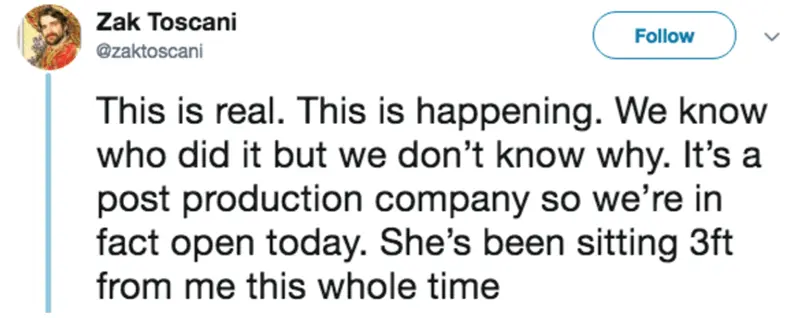 Zak Toscani
@zaktoscani
Follow
This is real. This is happening. We know
who did it but we don’t know why. It’s a
post production company so we’re in
fact open today. She’s been sitting 3ft
from me this whole time